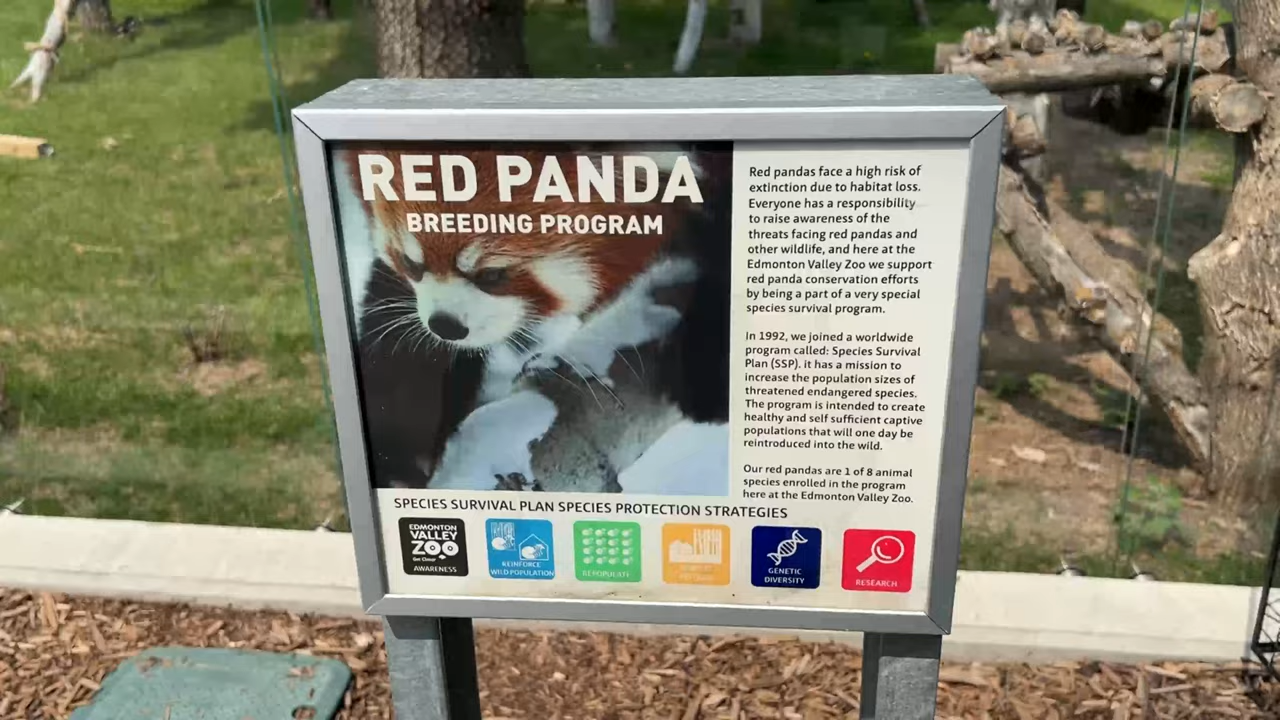 RED PANDA
BREEDING PROGRAM
Red pandas face a high risk of
extinction due to habitat loss.
Everyone has a responsibility
to raise awareness of the
threats facing red pandas and
other wildlife, and here at the
Edmonton Valley Zoo we support
red panda conservation efforts
by being a part of a very special
species survival program.
In 1992, we joined a worldwide
program called: Species Survival
Plan (SSP). it has a mission to
increase the population sizes of
threatened endangered species.
The program is intended to create
healthy and self sufficient captive
populations that will one day be
reintroduced into the wild.
Our red pandas are 1 of 8 animal
species enrolled in the program
here at the Edmonton Valley Zoo.
SPECIES SURVIVAL PLAN SPECIES PROTECTION STRATEGIES
EDMONTON
VALLEY
ZOO
Get Closer
AWARENESS
REINFORCE
WILD POPULATION
REPOPULATE
GENETIC
DIVERSITY
RESEARCH